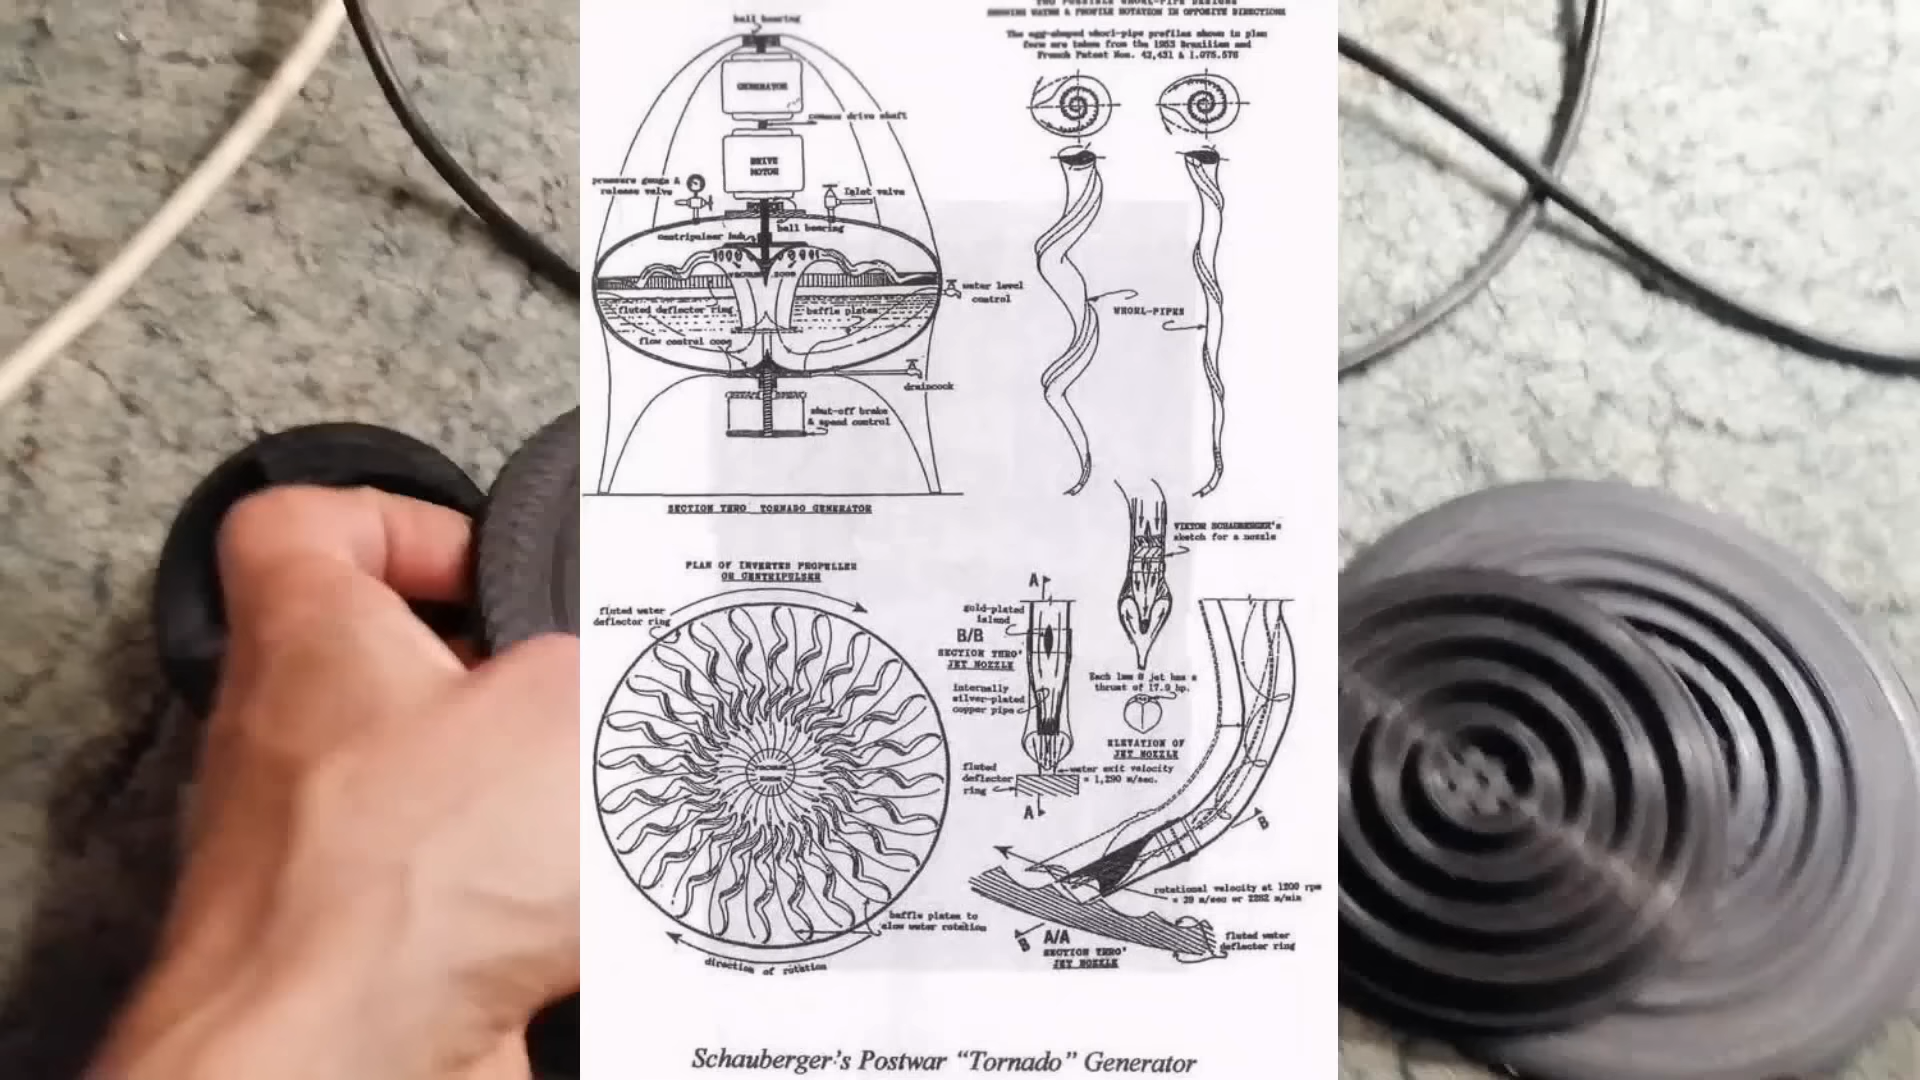 ball bearing
GENERATOR
common drive shaft
DRIVE
MOTOR
pressure gauge &
release valve
Inlet valve
ball bearing
centripulser hub
VACUUM ZONE
water level
control
fluted deflector ring
baffle plates
flow control cone
draincock
shut-off brake
& speed control
SECTION THRO' TORNADO GENERATOR
TWO POSSIBLE WHORL-PIPE DESIGNS
SHOWING WATER & PROFILE ROTATION IN OPPOSITE DIRECTIONS
The egg-shaped whorl-pipe profiles shown in plan
form are taken from the 1953 Brazilian and
French Patent Nos. 42,431 & 1.075.576
WHORL-PIPES
PLAN OF INVERTED PROPELLER
OR CENTRIPULSER
fluted water
deflector ring
VACUUM
baffle plates to
slow water rotation
direction of rotation
VIKTOR SCHAUBERGER's
sketch for a nozzle
A
gold-plated
island
B/B
SECTION THRO'
JET NOZZLE
internally
silver-plated
copper pipe
fluted
deflector
ring
A
water exit velocity
= 1,290 m/sec.
Each 1mm Ø jet has a
thrust of 17.9 hp.
ELEVATION OF
JET NOZZLE
B
rotational velocity at 1200 rpm
= 39 m/sec or 2262 m/min
B
A/A
SECTION THRO'
JET NOZZLE
fluted water
deflector ring
Schauberger's Postwar “Tornado” Generator